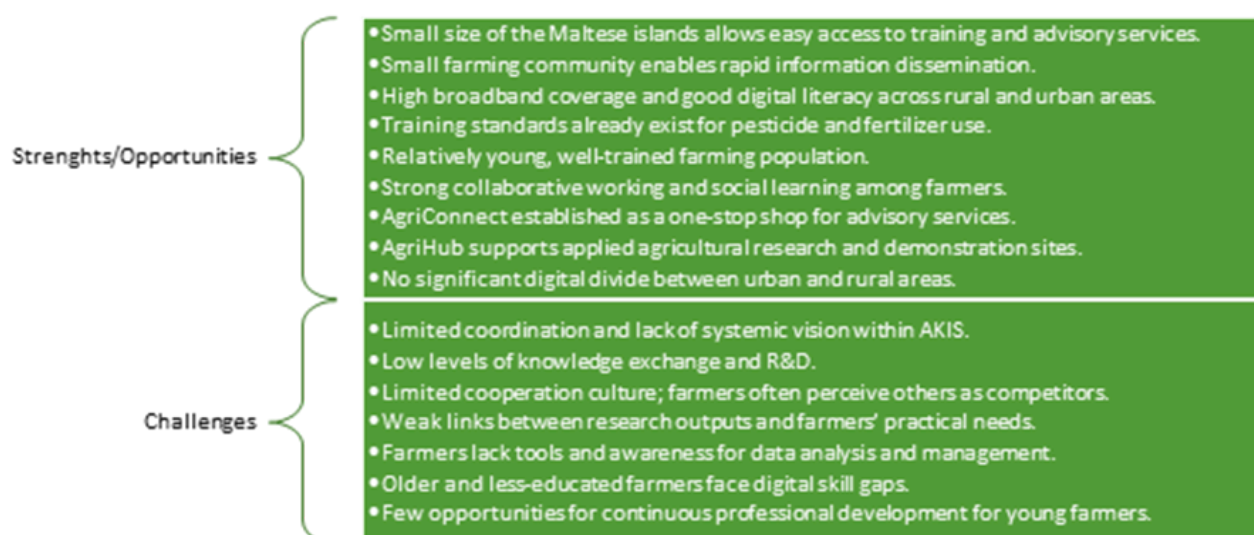 Strenghts/Opportunities
•Small size of the Maltese islands allows easy access to training and advisory services.
•Small farming community enables rapid information dissemination.
•High broadband coverage and good digital literacy across rural and urban areas.
•Training standards already exist for pesticide and fertilizer use.
•Relatively young, well-trained farming population.
•Strong collaborative working and social learning among farmers.
•AgriConnect established as a one-stop shop for advisory services.
•AgriHub supports applied agricultural research and demonstration sites.
•No significant digital divide between urban and rural areas.
Challenges
•Limited coordination and lack of systemic vision within AKIS.
•Low levels of knowledge exchange and R&D.
•Limited cooperation culture; farmers often perceive others as competitors.
•Weak links between research outputs and farmers’ practical needs.
•Farmers lack tools and awareness for data analysis and management.
•Older and less-educated farmers face digital skill gaps.
•Few opportunities for continuous professional development for young farmers.